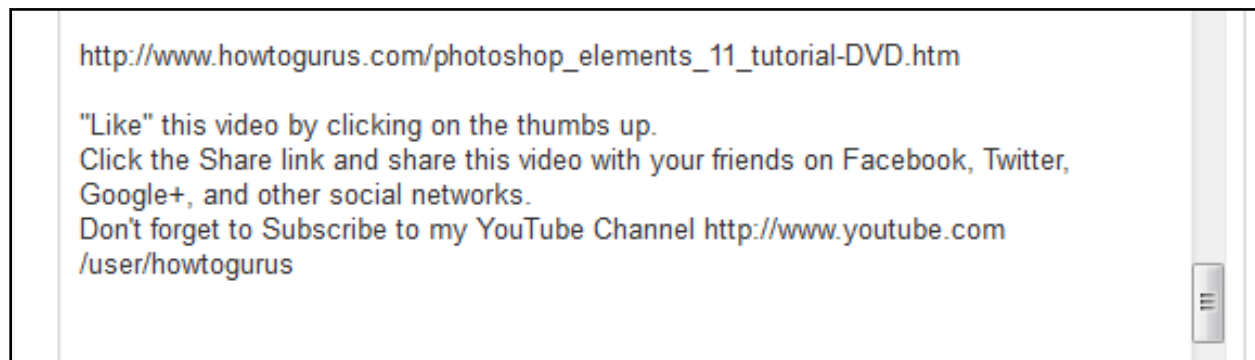 http://www.howtogurus.com/photoshop_elements_11_tutorial-DVD.htm
"Like" this video by clicking on the thumbs up.
Click the Share link and share this video with your friends on Facebook, Twitter,
Google+, and other social networks.
Don't forget to Subscribe to my YouTube Channel http://www.youtube.com
/user/howtogurus